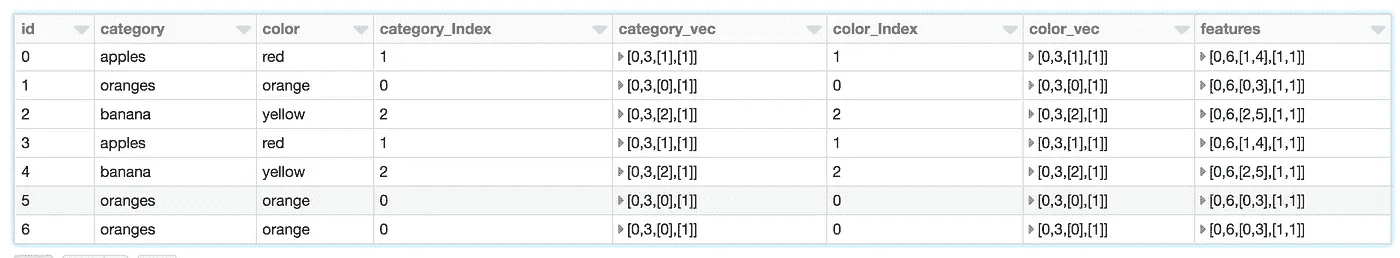 id category color category_Index category_vec color_Index color_vec features
0 apples red 1 [0,3,[1],[1]] 1 [0,3,[1],[1]] [0,6,[1,4],[1,1]]
1 oranges orange 0 [0,3,[0],[1]] 0 [0,3,[0],[1]] [0,6,[0,3],[1,1]]
2 banana yellow 2 [0,3,[2],[1]] 2 [0,3,[2],[1]] [0,6,[2,5],[1,1]]
3 apples red 1 [0,3,[1],[1]] 1 [0,3,[1],[1]] [0,6,[1,4],[1,1]]
4 banana yellow 2 [0,3,[2],[1]] 2 [0,3,[2],[1]] [0,6,[2,5],[1,1]]
5 oranges orange 0 [0,3,[0],[1]] 0 [0,3,[0],[1]] [0,6,[0,3],[1,1]]
6 oranges orange 0 [0,3,[0],[1]] 0 [0,3,[0],[1]] [0,6,[0,3],[1,1]]